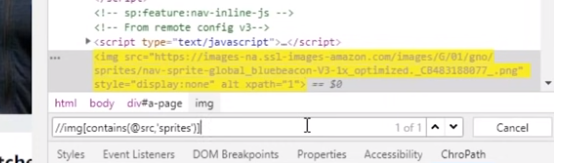 <!-- sp:feature:nav-inline-js -->
<!-- From remote config v3-->
<script type="text/javascript">…</script>
<img src="https://images-na.ssl-images-amazon.com/images/G/01/gno/
sprites/nav-sprite-global_bluebeacon-V3-1x_optimized._CB483180077_.png"
style="display:none" alt xpath="1"> == $0
html body div#a-page img
//img[contains(@src,'sprites')]
1 of 1 Cancel
Styles Event Listeners DOM Breakpoints Properties Accessibility ChroPath